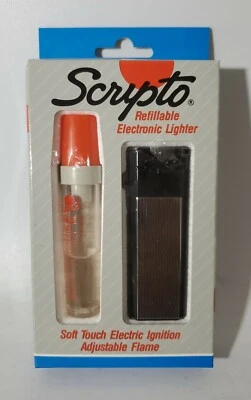 Scripto®
Refillable
Electronic Lighter
Soft Touch Electric Ignition
Adjustable Flame